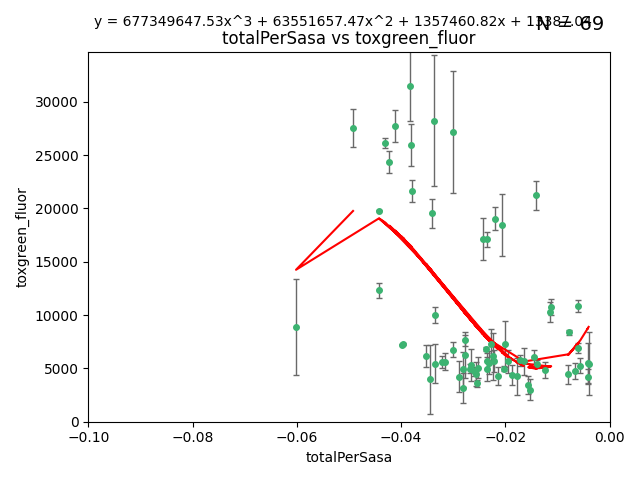 y = 677349647.53x^3 + 63551657.47x^2 + 1357460.82x + 13387.04
N = 69
totalPerSasa vs toxgreen_fluor
30000
25000
20000
15000
10000
5000
0
toxgreen_fluor
−0.10 −0.08 −0.06 −0.04 −0.02 0.00
totalPerSasa